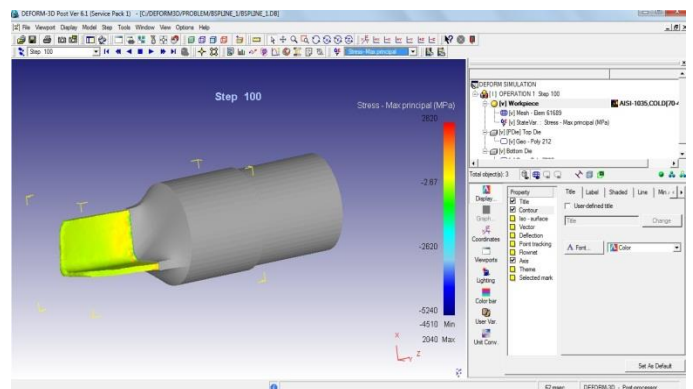 DEFORM-3D Post Ver 6.1 (Service Pack 1) - [C:/DEFORM3D/PROBLEM/BSPLINE_1/BSPLINE_1.DB]
File Viewport Display Model Step Tools Window View Options Help
Step 100
Stress - Max principal
Step 100
Stress - Max principal (MPa)
-2620
-4510 Min
2040 Max
X
Y Z
DEFORM SIMULATION
OPERATION 1 Step 100
Workpiece
AISI-1035,COLD[70-
Mesh - Elem 61689
StateVar. : Stress - Max principal (MPa)
Top Die
Geo - Poly 212
Bottom Die
Total object(s): 3
Display...
Graph...
Coordinates
Viewports
Lighting
Color bar
User Var.
Unit Conv.
Property
Title
Contour
Iso - surface
Vector
Deflection
Point tracking
Flownet
Axis
Theme
Selected mark
Title Label Shaded Line Min...
User-defined title
Title
Change
Font...
Color
Set As Default
62 msec
DEFORM-3D - Post-processor